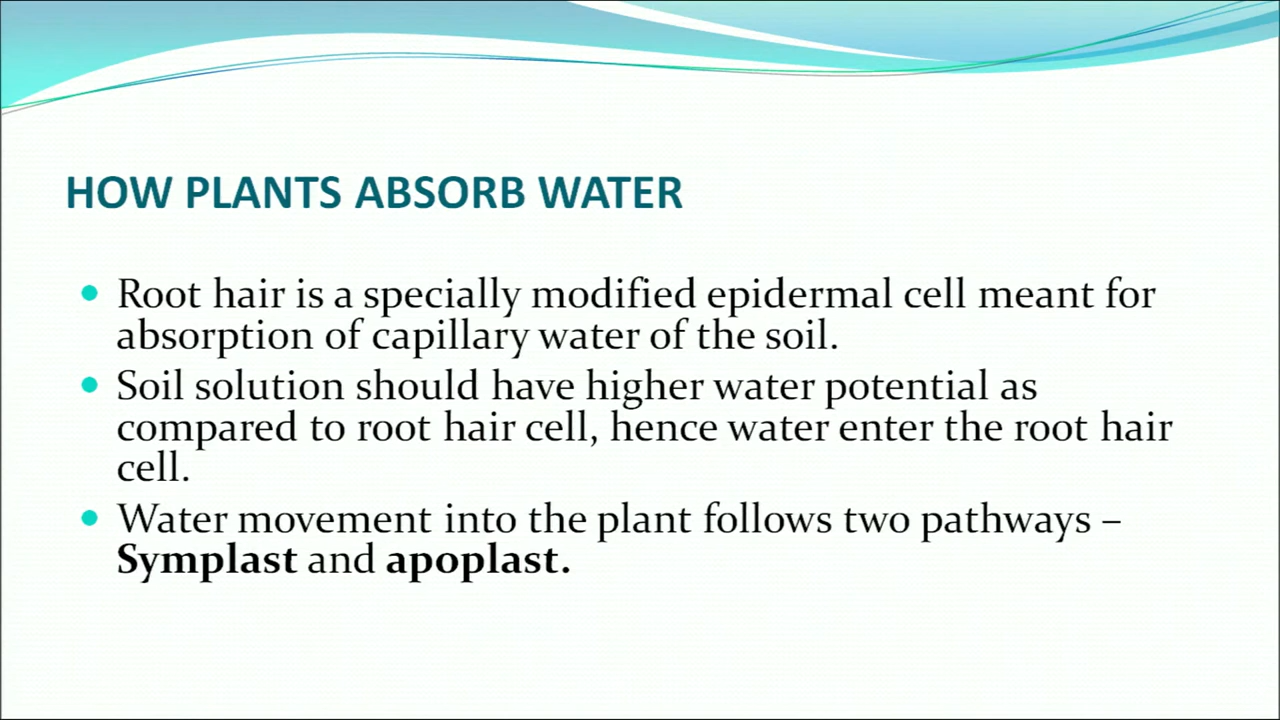 HOW PLANTS ABSORB WATER
• Root hair is a specially modified epidermal cell meant for
absorption of capillary water of the soil.
• Soil solution should have higher water potential as
compared to root hair cell, hence water enter the root hair
cell.
• Water movement into the plant follows two pathways –
Symplast and apoplast.